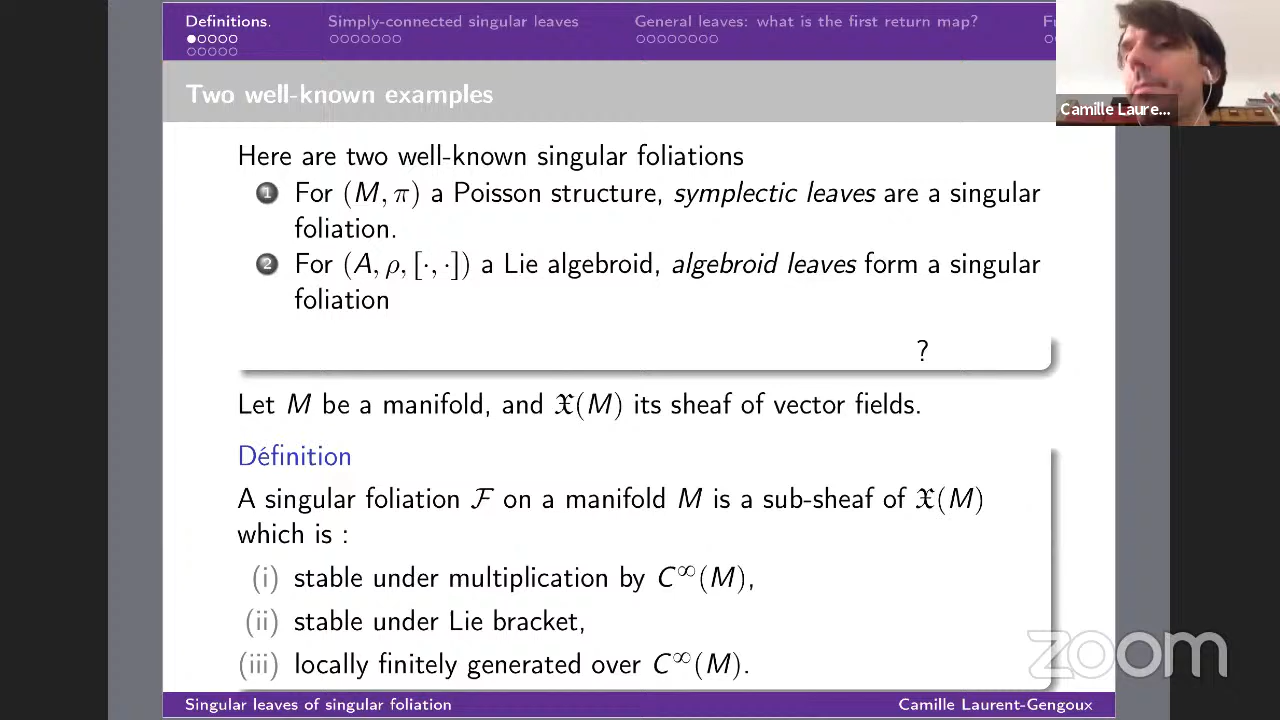 Definitions.
Simply-connected singular leaves
General leaves: what is the first return map?
Two well-known examples
Camille Laure...
Here are two well-known singular foliations
1 For (M, π) a Poisson structure, symplectic leaves are a singular
foliation.
2 For (A, ρ, [·, ·]) a Lie algebroid, algebroid leaves form a singular
foliation
?
Let M be a manifold, and 𝔛(M) its sheaf of vector fields.
Définition
A singular foliation ℱ on a manifold M is a sub-sheaf of 𝔛(M)
which is :
(i) stable under multiplication by C∞(M),
(ii) stable under Lie bracket,
(iii) locally finitely generated over C∞(M).
zoom
Singular leaves of singular foliation
Camille Laurent-Gengoux